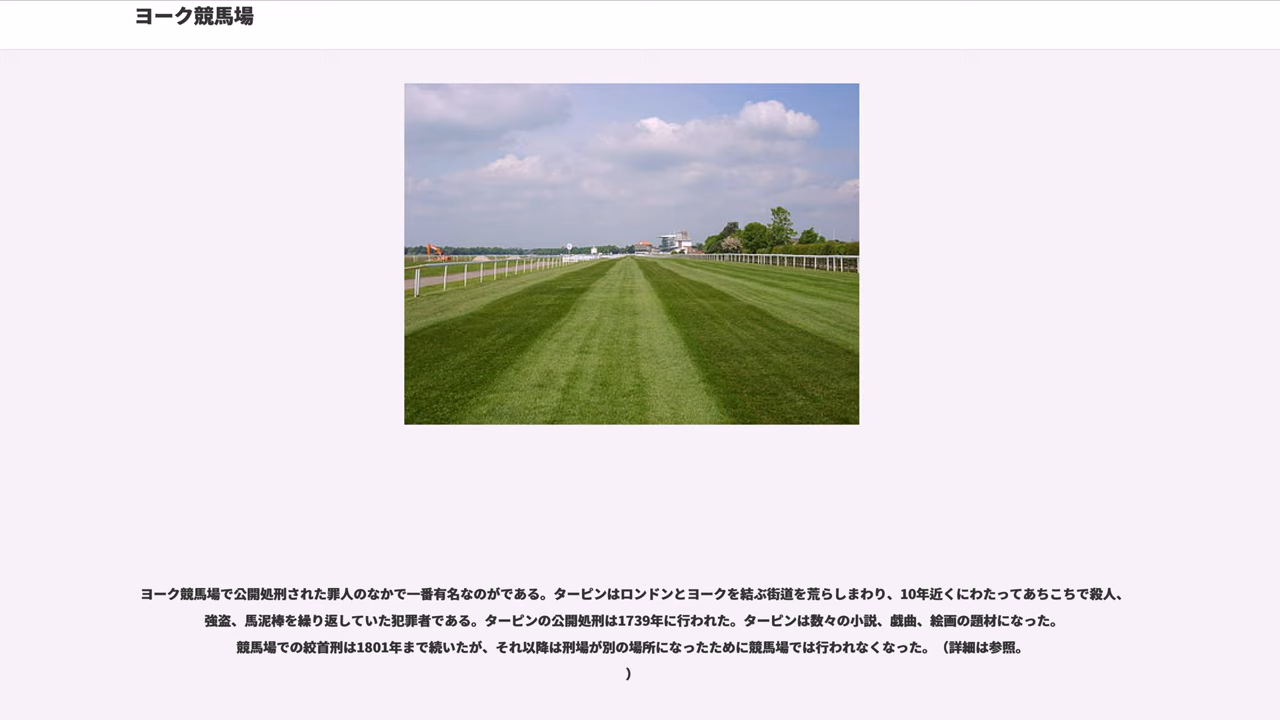 ヨーク競馬場
ヨーク競馬場で公開処刑された罪人のなかで一番有名なのがである。ターピンはロンドンとヨークを結ぶ街道を荒らしまわり、10年近くにわたってあちこちで殺人、
強盗、馬泥棒を繰り返していた犯罪者である。ターピンの公開処刑は1739年に行われた。ターピンは数々の小説、戯曲、絵画の題材になった。
競馬場での絞首刑は1801年まで続いたが、それ以降は刑場が別の場所になったために競馬場では行われなくなった。（詳細は参照。
）